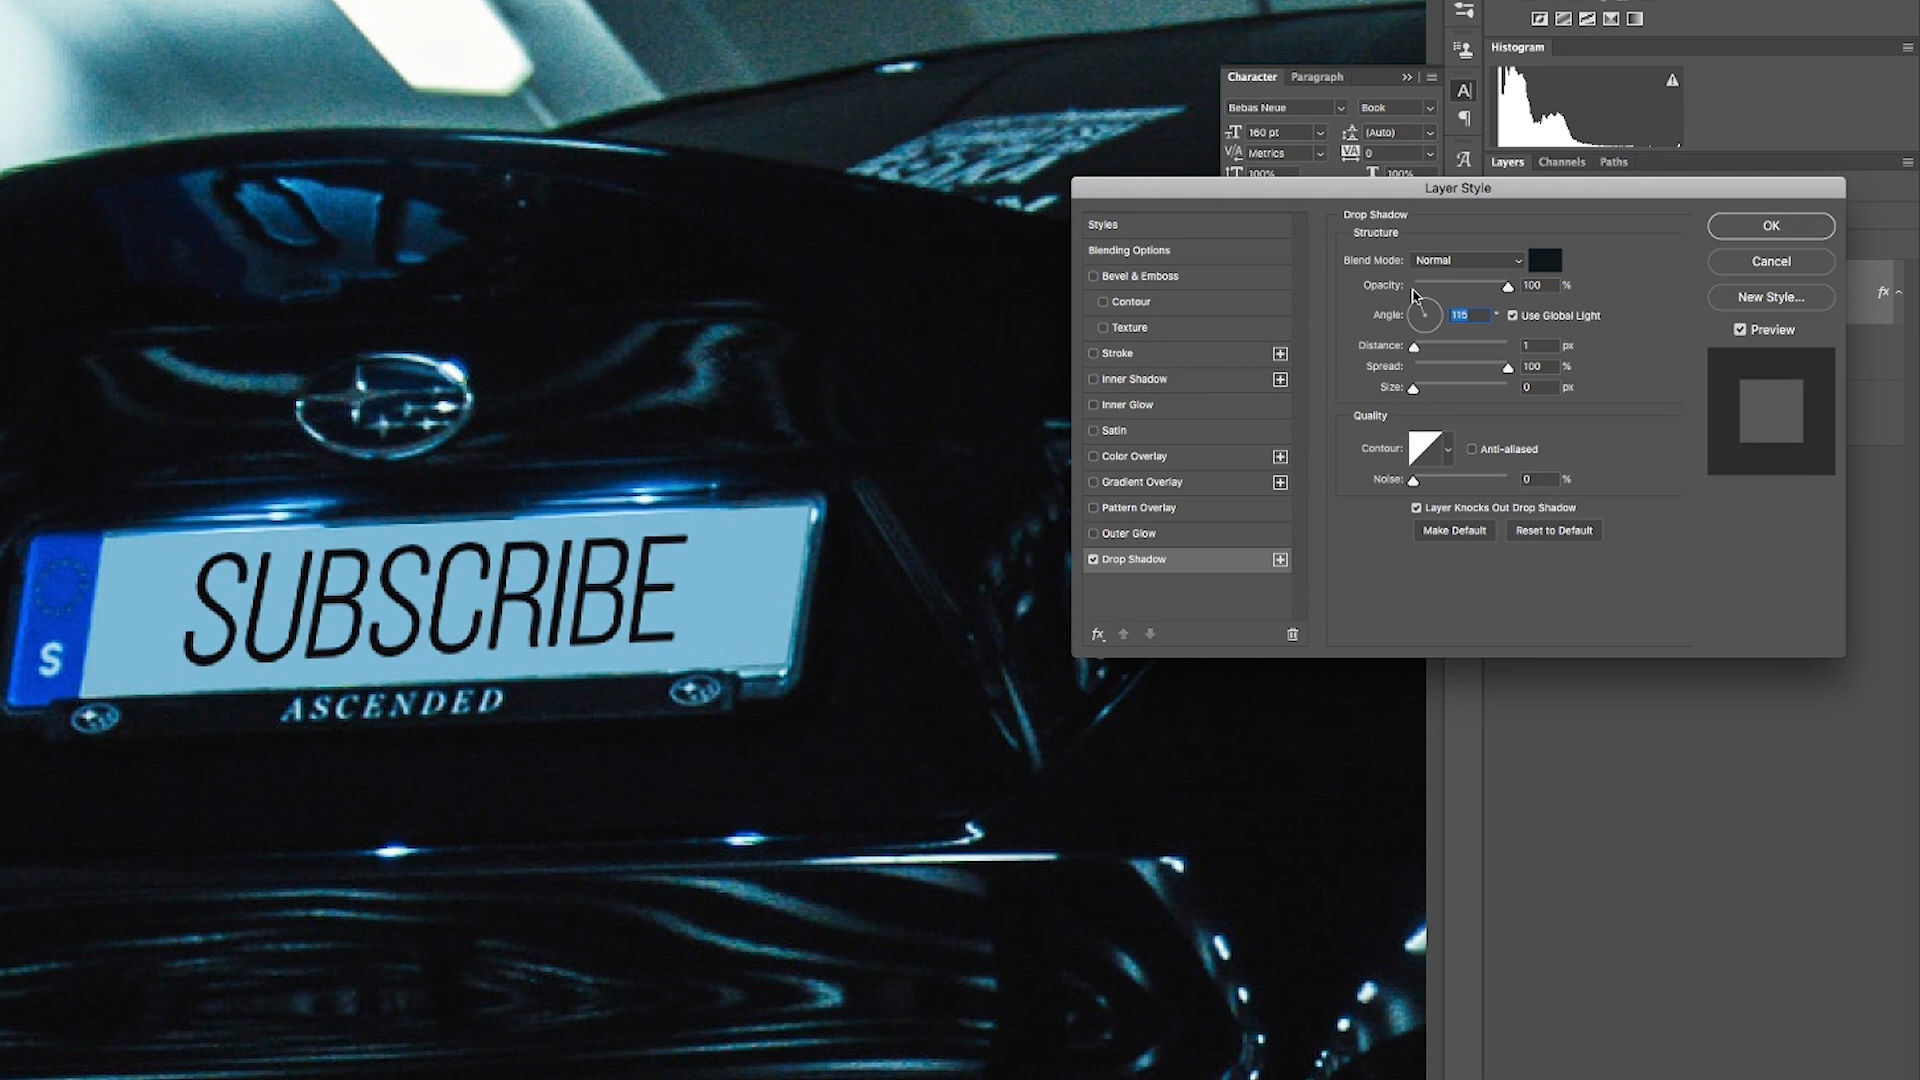 Histogram
Character Paragraph
Bebas Neue Book
160 pt (Auto)
Metrics 0
100% 100%
Layers Channels Paths
Layer Style
Styles
Blending Options
Bevel & Emboss
Contour
Texture
Stroke
Inner Shadow
Inner Glow
Satin
Color Overlay
Gradient Overlay
Pattern Overlay
Outer Glow
Drop Shadow
fx
Drop Shadow
Structure
Blend Mode: Normal
Opacity: 100 %
Angle: 115 ° Use Global Light
Distance: 1 px
Spread: 100 %
Size: 0 px
Quality
Contour: Anti-aliased
Noise: 0 %
Layer Knocks Out Drop Shadow
Make Default Reset to Default
OK
Cancel
New Style...
Preview
fx
SUBSCRIBE
S
ASCENDED